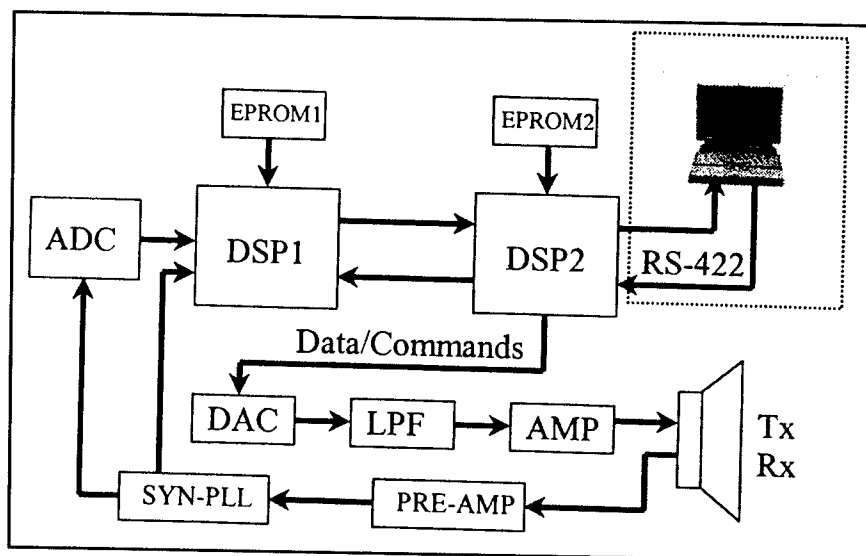 EPROM1
EPROM2
ADC
DSP1
DSP2
RS-422
Data/Commands
DAC
LPF
AMP
Tx
Rx
SYN-PLL
PRE-AMP